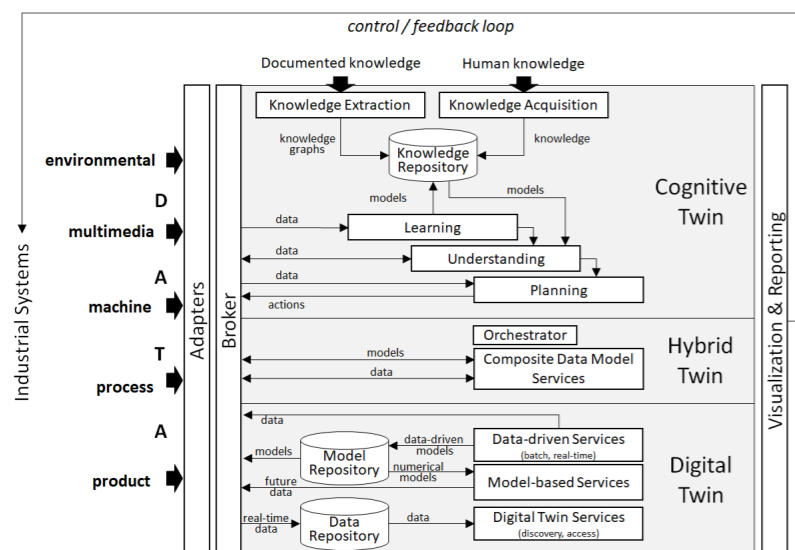 control / feedback loop
Documented knowledge
Human knowledge
Knowledge Extraction
Knowledge Acquisition
knowledge
graphs
Knowledge
Repository
knowledge
models
models
Cognitive
Twin
data
Learning
data
Understanding
data
Planning
actions
environmental
D
multimedia
A
machine
T
process
A
product
Industrial Systems
Adapters
Broker
Visualization & Reporting
Orchestrator
models
Composite Data Model
Services
data
Hybrid
Twin
data
data-driven
models
Data-driven Services
(batch, real-time)
models
Model
Repository
numerical
models
Model-based Services
future
data
Digital
Twin
real-time
data
Data
Repository
data
Digital Twin Services
(discovery, access)